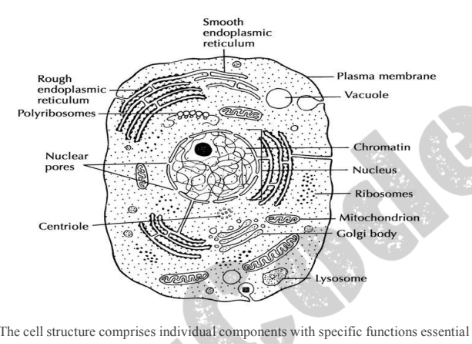 Smooth
endoplasmic
reticulum
Rough
endoplasmic
reticulum
Polyribosomes
Nuclear
pores
Centriole
Plasma membrane
Vacuole
Chromatin
Nucleus
Ribosomes
Mitochondrion
Golgi body
Lysosome
The cell structure comprises individual components with specific functions essential